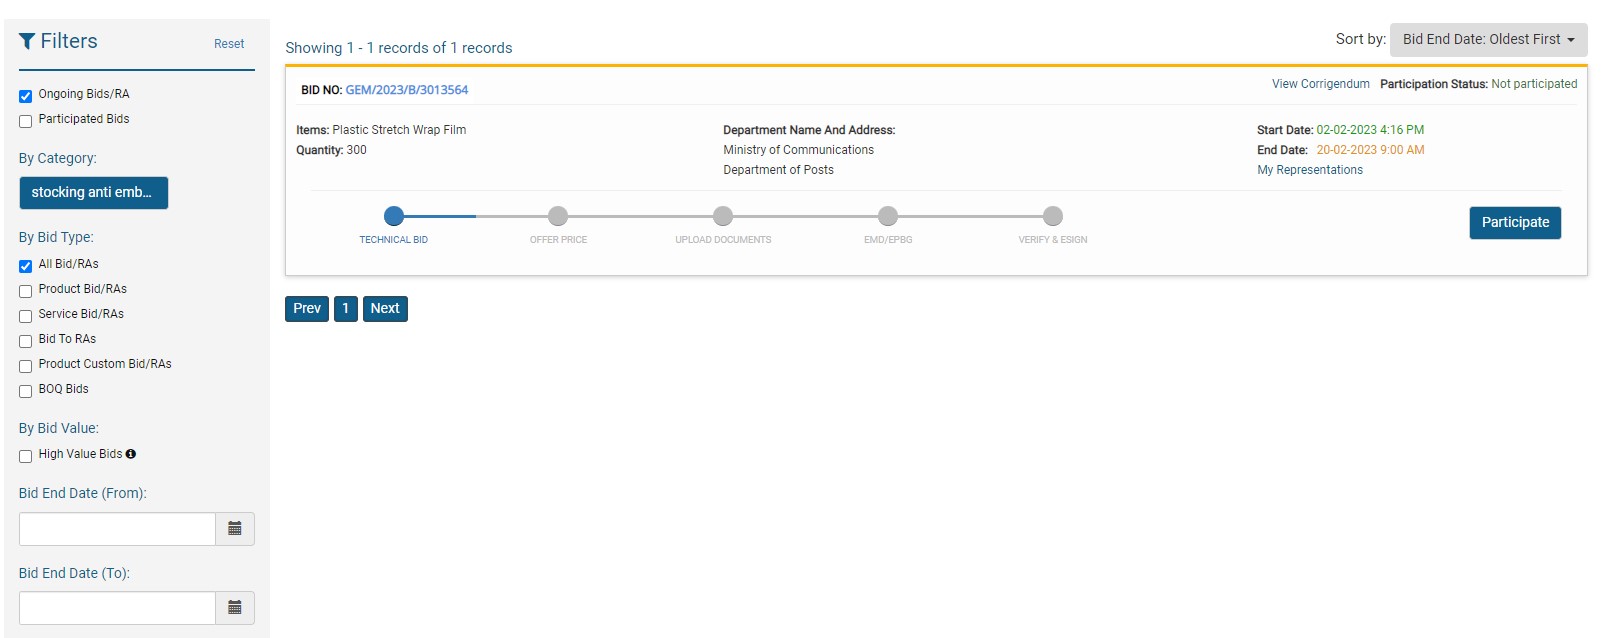 Filters
Reset
Ongoing Bids/RA
Participated Bids
By Category:
stocking anti emb...
By Bid Type:
All Bid/RAs
Product Bid/RAs
Service Bid/RAs
Bid To RAs
Product Custom Bid/RAs
BOQ Bids
By Bid Value:
High Value Bids
Bid End Date (From):
Bid End Date (To):
Showing 1 - 1 records of 1 records
Sort by: Bid End Date: Oldest First
BID NO: GEM/2023/B/3013564
View Corrigendum Participation Status: Not participated
Items: Plastic Stretch Wrap Film
Quantity: 300
Department Name And Address:
Ministry of Communications
Department of Posts
Start Date: 02-02-2023 4:16 PM
End Date: 20-02-2023 9:00 AM
My Representations
TECHNICAL BID
OFFER PRICE
UPLOAD DOCUMENTS
EMD/EPBG
VERIFY & ESIGN
Participate
Prev 1 Next